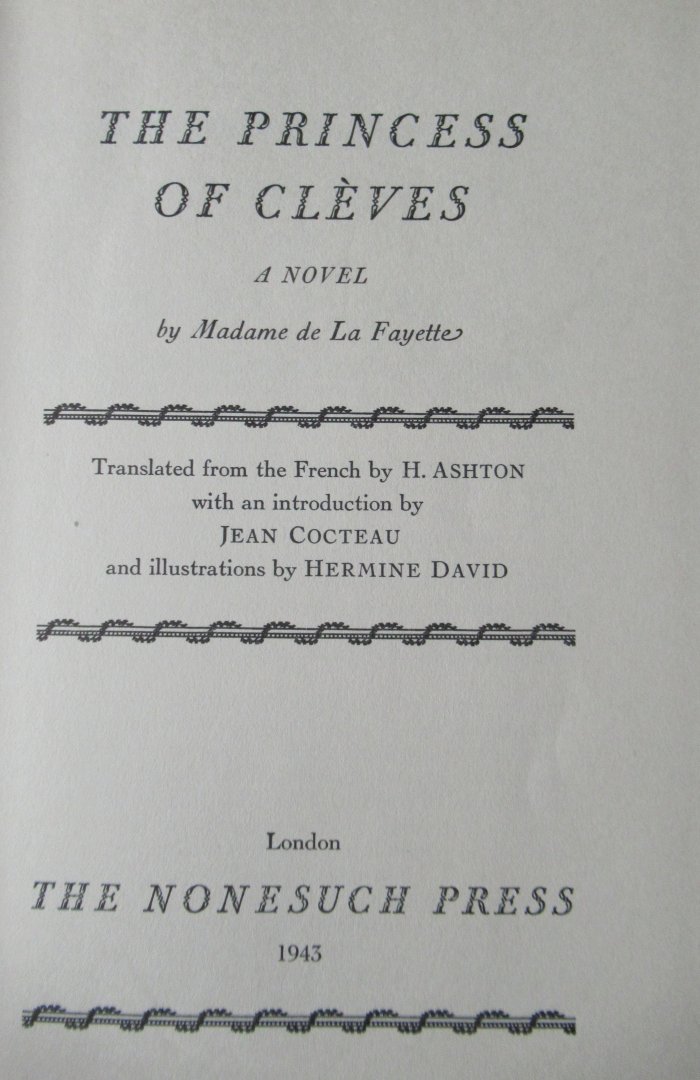 THE PRINCESS
OF CLÈVES
A NOVEL
by Madame de La Fayette
Translated from the French by H. ASHTON
with an introduction by
JEAN COCTEAU
and illustrations by HERMINE DAVID
London
THE NONESUCH PRESS
1943